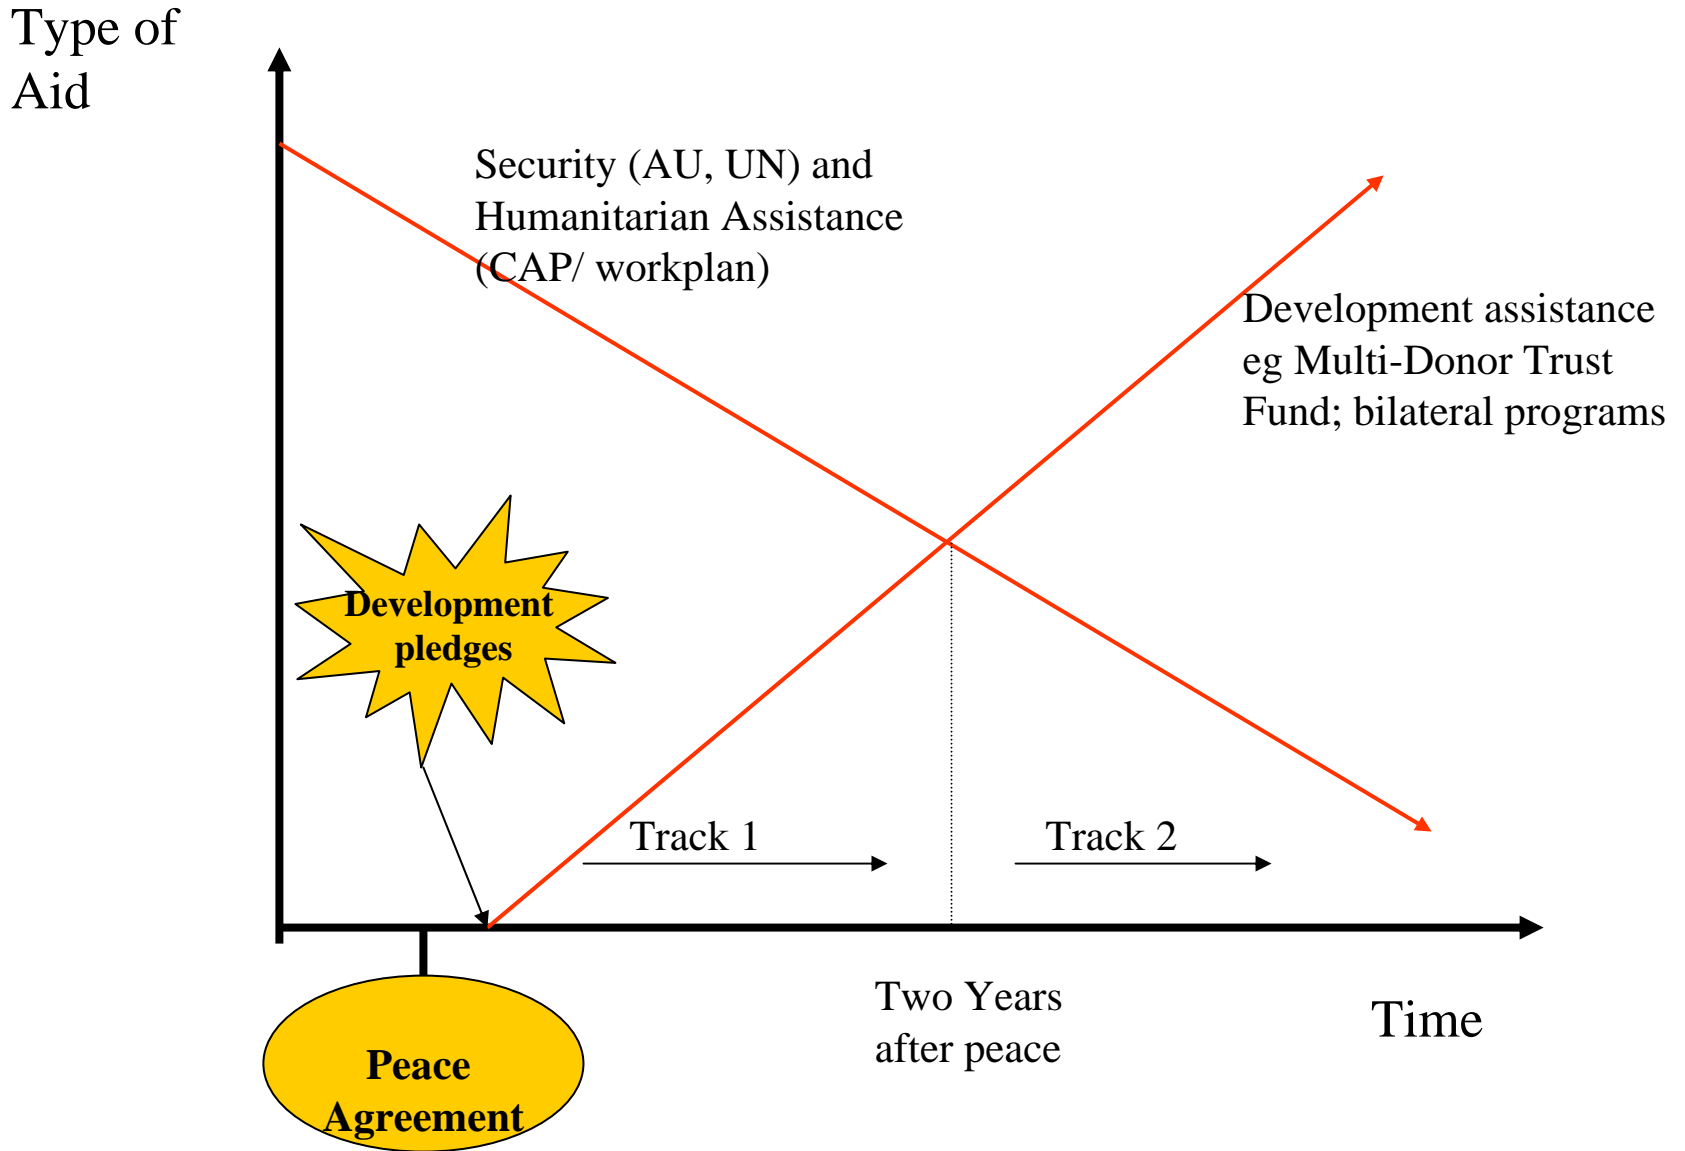 Type of
Aid
Security (AU, UN) and
Humanitarian Assistance
(CAP/ workplan)
Development assistance
eg Multi-Donor Trust
Fund; bilateral programs
Development
pledges
Track 1
Track 2
Two Years
after peace
Time
Peace
Agreement